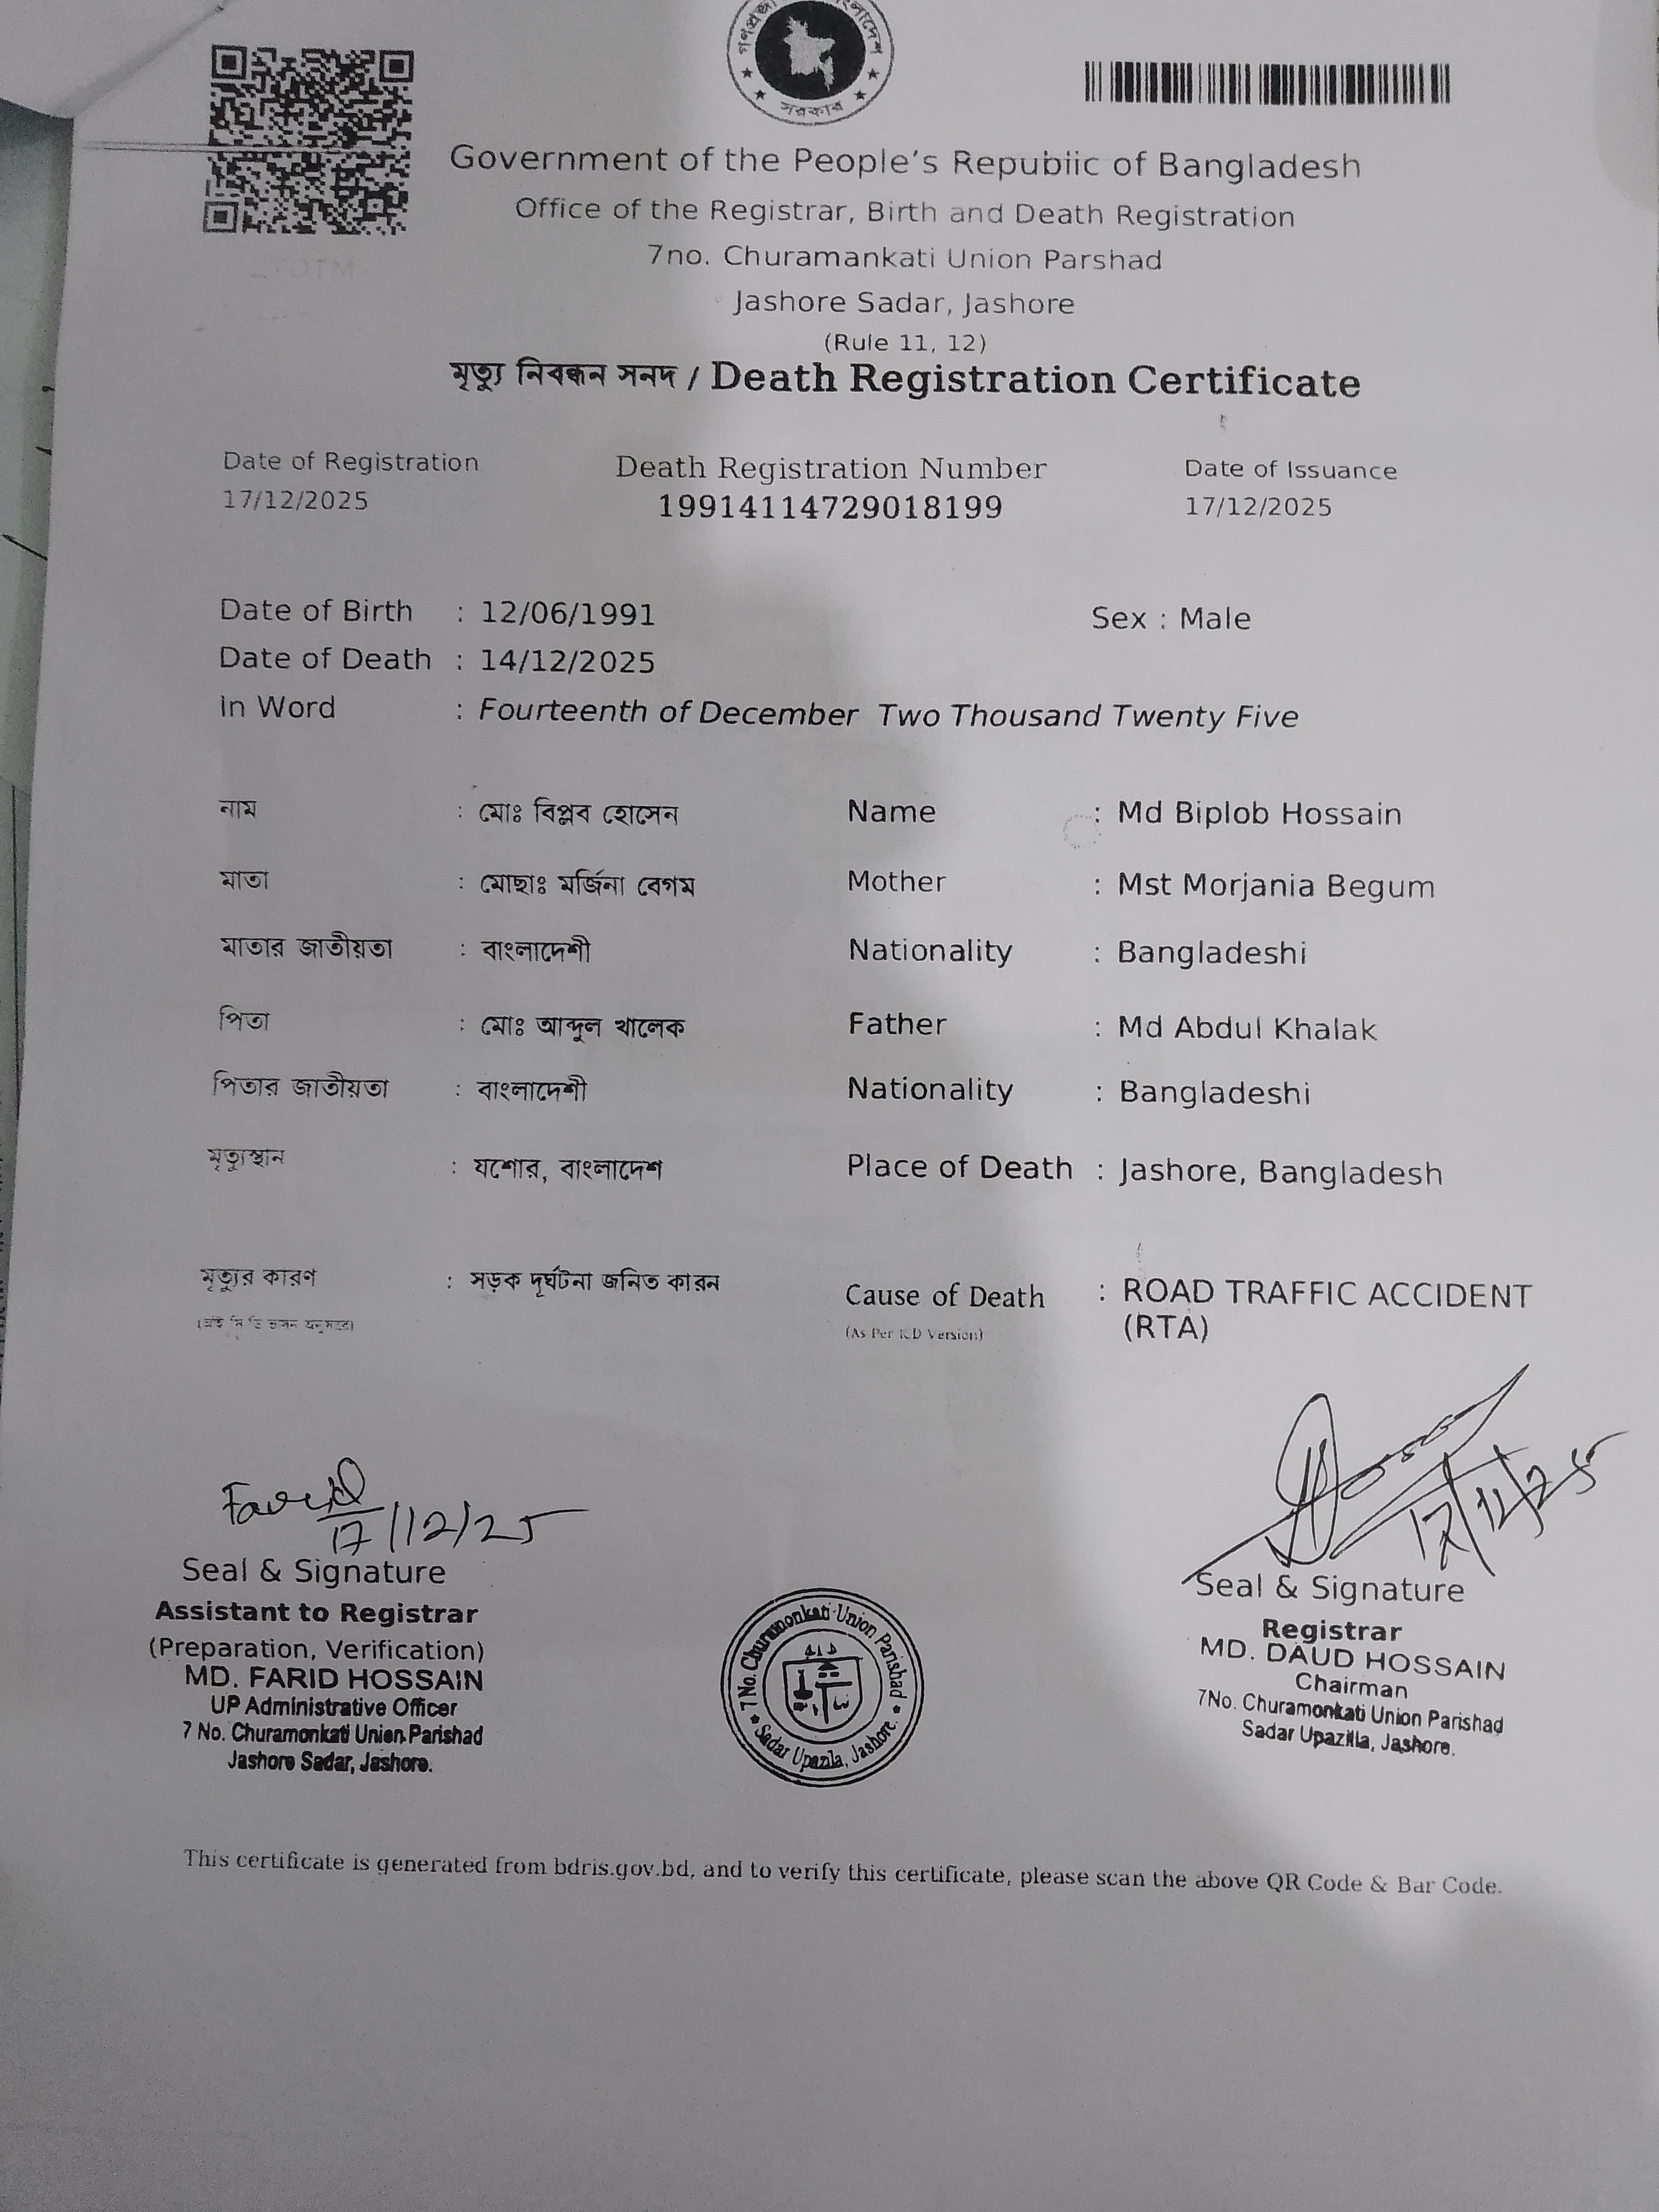 গণপ্রজা
বাংলাদেশ
সরকার
Government of the People's Republic of Bangladesh
Office of the Registrar, Birth and Death Registration
7no. Churamankati Union Parshad
Jashore Sadar, Jashore
(Rule 11, 12)
মৃত্যু নিবন্ধন সনদ / Death Registration Certificate
Date of Registration Death Registration Number Date of Issuance
17/12/2025 19914114729018199 17/12/2025
Date of Birth : 12/06/1991 Sex : Male
Date of Death : 14/12/2025
In Word : Fourteenth of December Two Thousand Twenty Five
নাম : মোঃ বিপ্লব হোসেন Name : Md Biplob Hossain
মাতা : মোছাঃ মর্জিনা বেগম Mother : Mst Morjania Begum
মাতার জাতীয়তা : বাংলাদেশী Nationality : Bangladeshi
পিতা : মোঃ আব্দুল খালেক Father : Md Abdul Khalak
পিতার জাতীয়তা : বাংলাদেশী Nationality : Bangladeshi
মৃত্যুস্থান : যশোর, বাংলাদেশ Place of Death : Jashore, Bangladesh
মৃত্যুর কারণ : সড়ক দূর্ঘটনা জনিত কারন Cause of Death : ROAD TRAFFIC ACCIDENT
(As Per ICD Version) (RTA)
Farid
17/12/25 17/12/25
Seal & Signature Seal & Signature
Assistant to Registrar Registrar
(Preparation, Verification) MD. DAUD HOSSAIN
MD. FARID HOSSAIN Chairman
UP Administrative Officer 7No. Churamonkati Union Parishad
7 No. Churamonkati Union Parishad Sadar Upazilla, Jashore.
Jashore Sadar, Jashore.
7 No. Churamonkati Union Parishad
Sadar Upazila, Jashore.
This certificate is generated from bdris.gov.bd, and to verify this certificate, please scan the above QR Code & Bar Code.